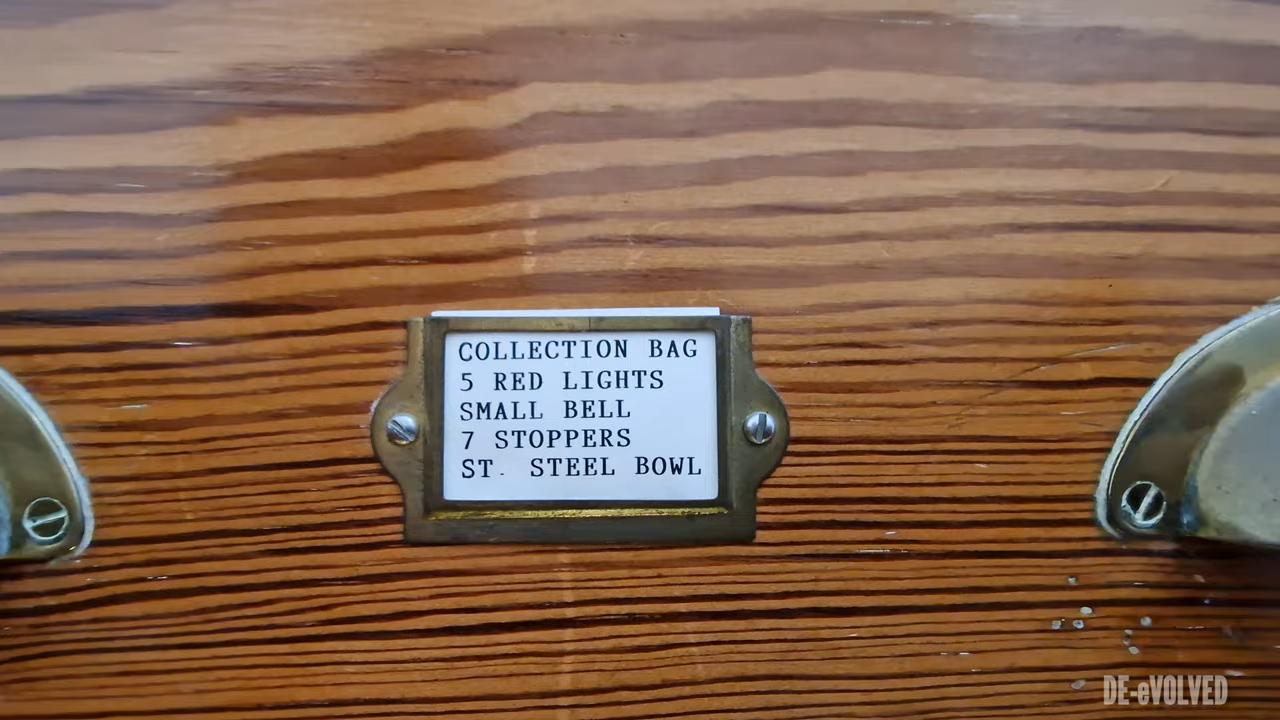 COLLECTION BAG
5 RED LIGHTS
SMALL BELL
7 STOPPERS
ST. STEEL BOWL
DE-eVOLVED